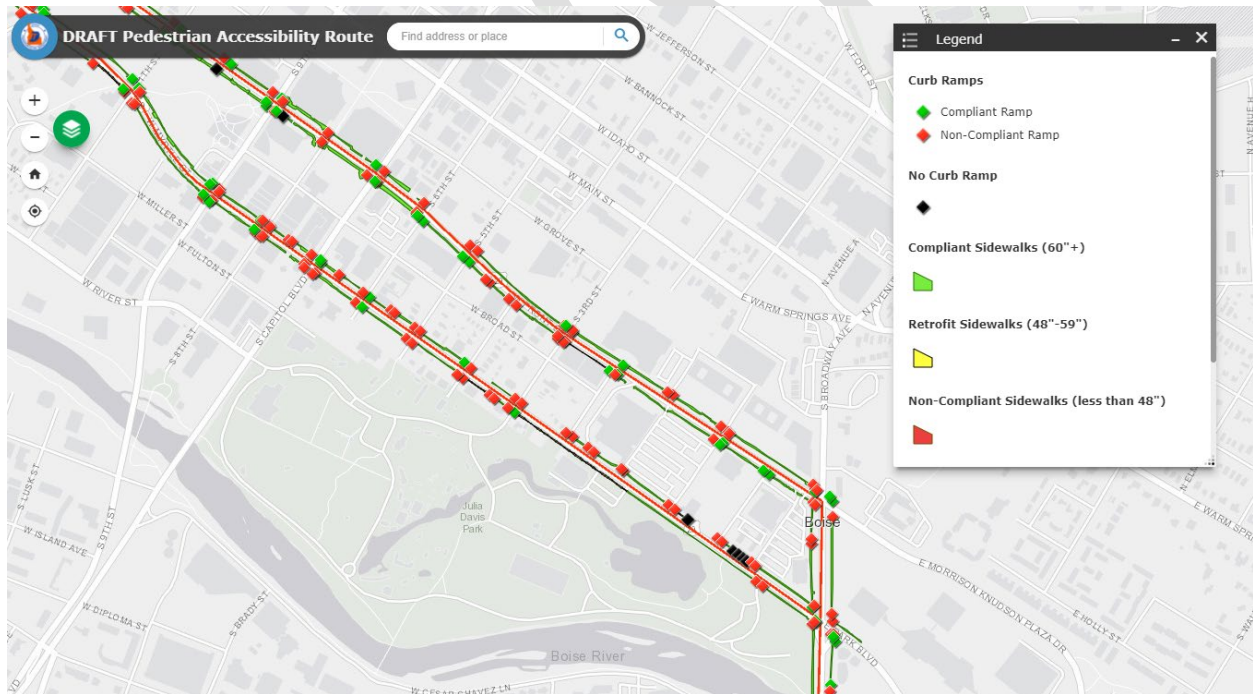 DRAFT Pedestrian Accessibility Route
Find address or place
Legend
Curb Ramps
Compliant Ramp
Non-Compliant Ramp
No Curb Ramp
Compliant Sidewalks (60"+)
Retrofit Sidewalks (48"-59")
Non-Compliant Sidewalks (less than 48")
W JEFFERSON ST
W FORT ST
W BANNOCK ST
W IDAHO ST
W MAIN ST
W GROVE ST
S 6TH ST
S 5TH ST
S 3RD ST
W BROAD ST
W MYRTLE ST
W MILLER ST
W FULTON ST
W RIVER ST
S 8TH ST
S CAPITOL BLVD
N AVENUE A
N AVENUE H
E WARM SPRINGS AVE
S BROADWAY AVE
Julia
Davis
Park
Boise
S LUSK ST
W ISLAND AVE
S 9TH ST
W DIPLOMA ST
S BRADY ST
Boise River
W CESAR CHAVEZ LN
E MORRISON KNUDSON PLAZA DR
E HOLLY ST
E WARM SPR
PARK BLVD